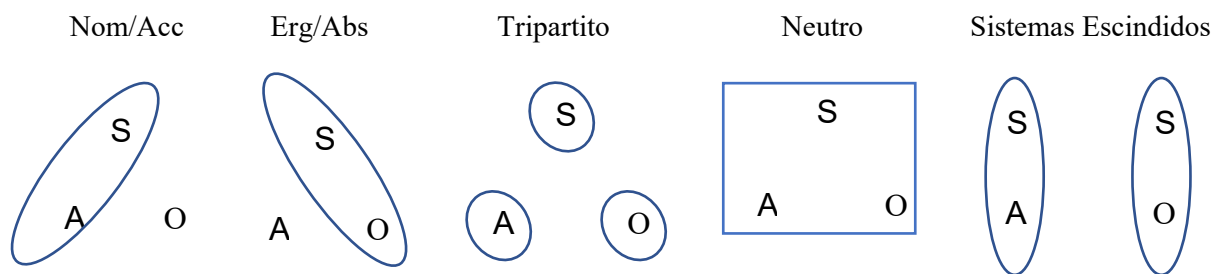 Nom/Acc Erg/Abs Tripartito Neutro Sistemas Escindidos
S S S S S S
A O A O A O A O A O